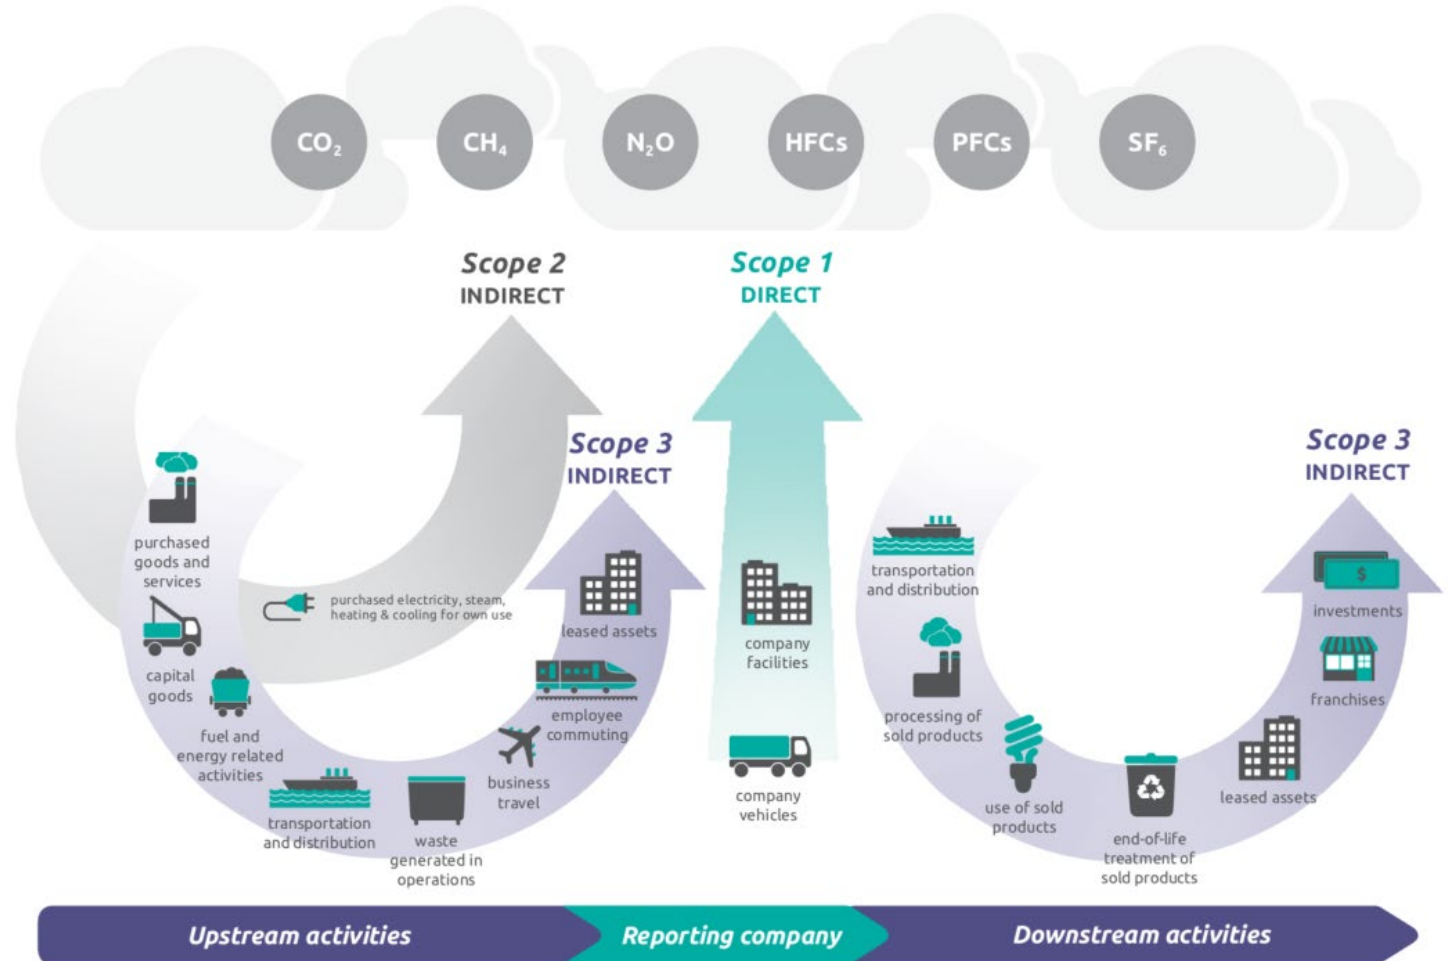 CO₂
CH₄
N₂O
HFCs
PFCs
SF₆
Scope 2
INDIRECT
Scope 1
DIRECT
Scope 3
INDIRECT
Scope 3
INDIRECT
purchased
goods and
services
capital
goods
fuel and
energy related
activities
transportation
and distribution
waste
generated in
operations
business
travel
employee
commuting
leased assets
purchased electricity, steam,
heating & cooling for own use
company
facilities
company
vehicles
transportation
and distribution
processing of
sold products
use of sold
products
end-of-life
treatment of
sold products
leased assets
franchises
$
investments
Upstream activities
Reporting company
Downstream activities